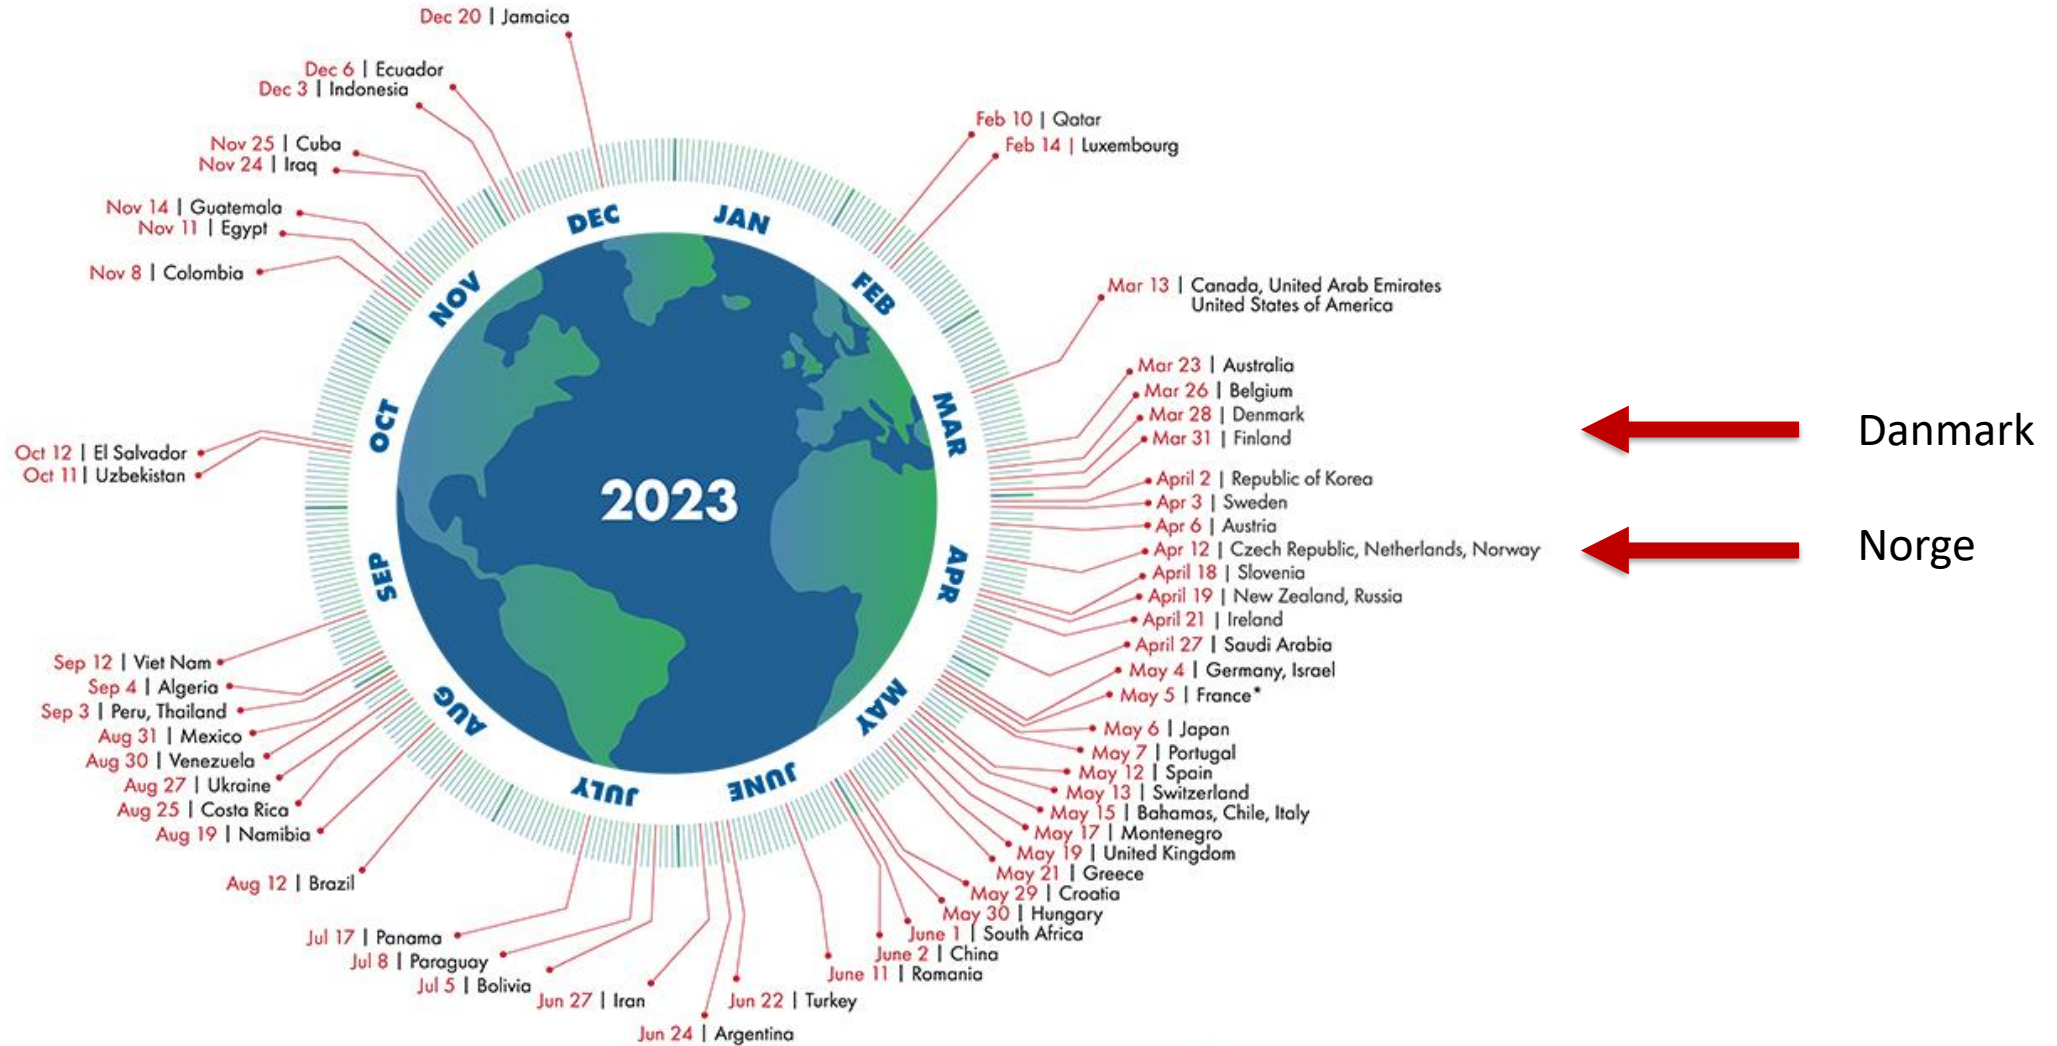 Dec 20 | Jamaica
Dec 6 | Ecuador
Dec 3 | Indonesia
Nov 25 | Cuba
Nov 24 | Iraq
Nov 14 | Guatemala
Nov 11 | Egypt
Nov 8 | Colombia
Oct 12 | El Salvador
Oct 11 | Uzbekistan
Sep 12 | Viet Nam
Sep 4 | Algeria
Sep 3 | Peru, Thailand
Aug 31 | Mexico
Aug 30 | Venezuela
Aug 27 | Ukraine
Aug 25 | Costa Rica
Aug 19 | Namibia
Aug 12 | Brazil
Jul 17 | Panama
Jul 8 | Paraguay
Jul 5 | Bolivia
Jun 27 | Iran
Jun 24 | Argentina
Jun 22 | Turkey
DEC
JAN
FEB
MAR
APR
MAY
JUNE
JULY
AUG
SEP
OCT
NOV
2023
Feb 10 | Qatar
Feb 14 | Luxembourg
Mar 13 | Canada, United Arab Emirates
United States of America
Mar 23 | Australia
Mar 26 | Belgium
Mar 28 | Denmark
Mar 31 | Finland
April 2 | Republic of Korea
Apr 3 | Sweden
Apr 6 | Austria
Apr 12 | Czech Republic, Netherlands, Norway
April 18 | Slovenia
April 19 | New Zealand, Russia
April 21 | Ireland
April 27 | Saudi Arabia
May 4 | Germany, Israel
May 5 | France*
May 6 | Japan
May 7 | Portugal
May 12 | Spain
May 13 | Switzerland
May 15 | Bahamas, Chile, Italy
May 17 | Montenegro
May 19 | United Kingdom
May 21 | Greece
May 29 | Croatia
May 30 | Hungary
June 1 | South Africa
June 2 | China
June 11 | Romania
Danmark
Norge